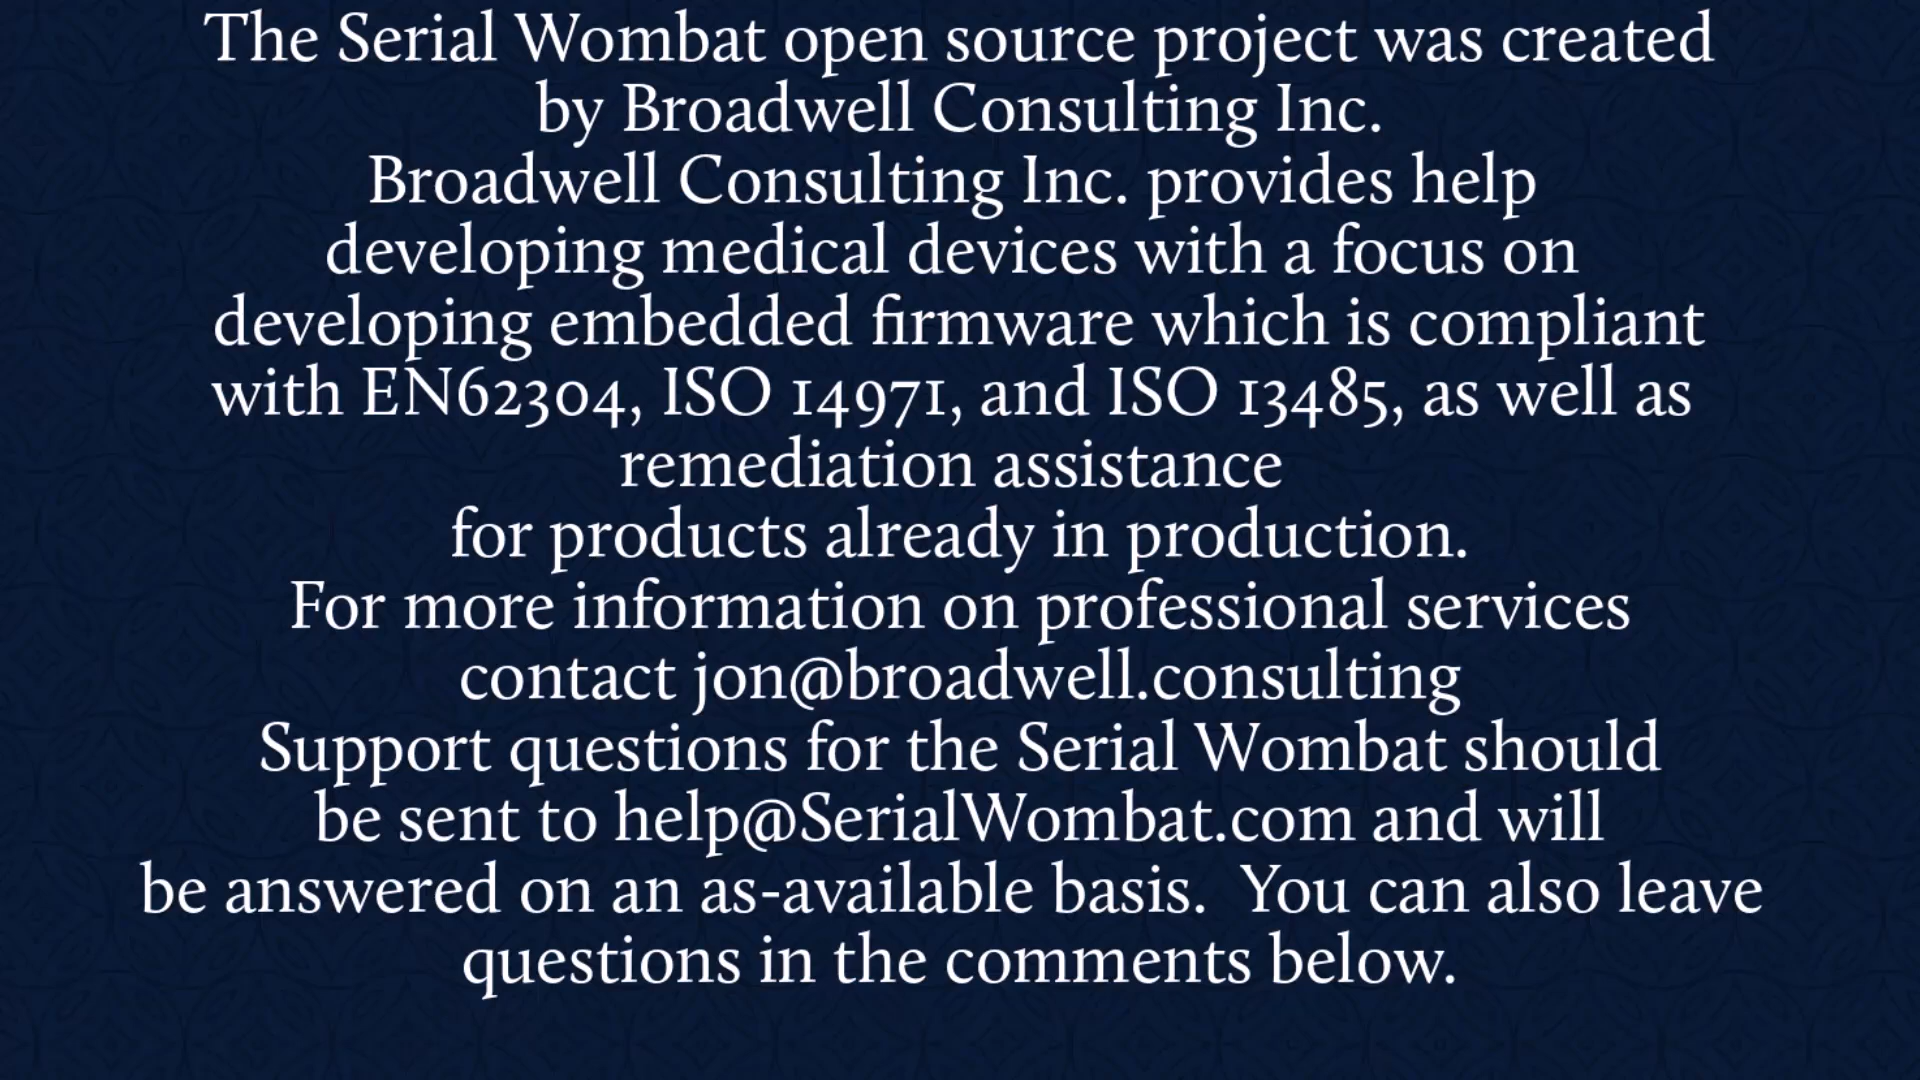 The Serial Wombat open source project was created
by Broadwell Consulting Inc.
Broadwell Consulting Inc. provides help
developing medical devices with a focus on
developing embedded firmware which is compliant
with EN62304, ISO 14971, and ISO 13485, as well as
remediation assistance
for products already in production.
For more information on professional services
contact jon@broadwell.consulting
Support questions for the Serial Wombat should
be sent to help@SerialWombat.com and will
be answered on an as-available basis.  You can also leave
questions in the comments below.